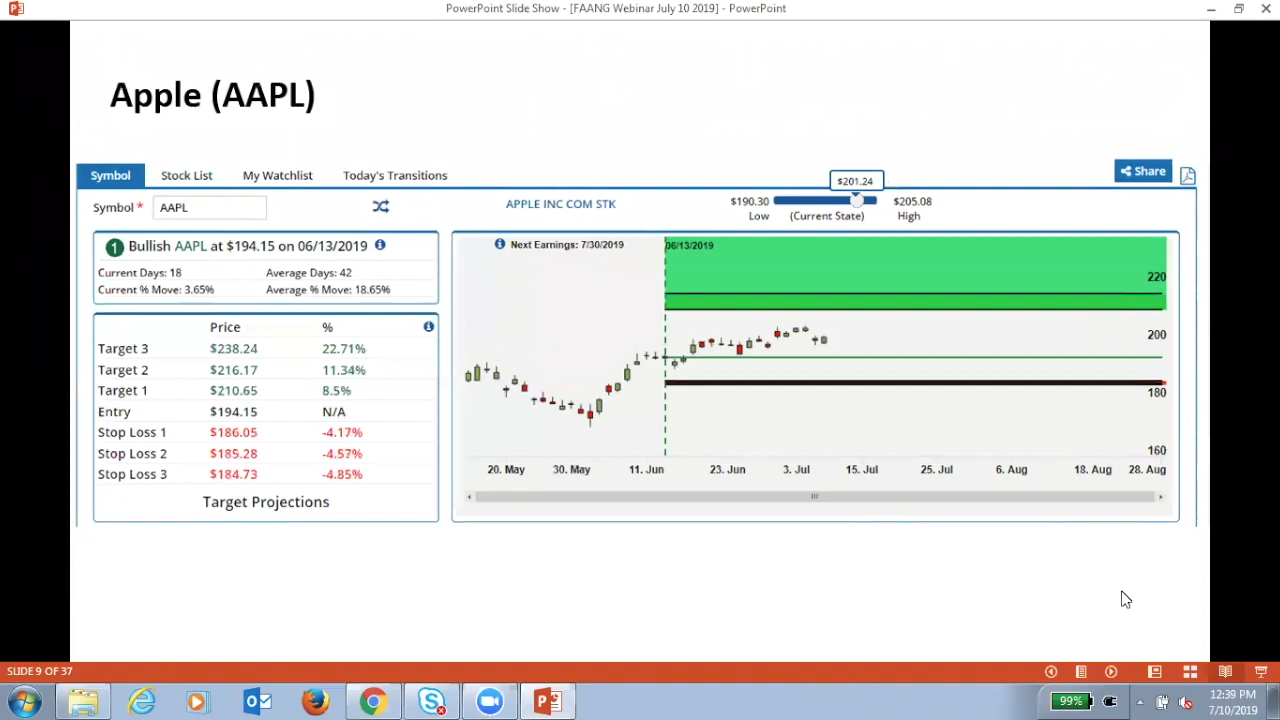 PowerPoint Slide Show - [FAANG Webinar July 10 2019] - PowerPoint
Apple (AAPL)
Symbol Stock List My Watchlist Today's Transitions Share
Symbol * AAPL
APPLE INC COM STK
$201.24
$190.30 $205.08
Low (Current State) High
1 Bullish AAPL at $194.15 on 06/13/2019
Current Days: 18 Average Days: 42
Current % Move: 3.65% Average % Move: 18.65%
Price %
Target 3 $238.24 22.71%
Target 2 $216.17 11.34%
Target 1 $210.65 8.5%
Entry $194.15 N/A
Stop Loss 1 $186.05 -4.17%
Stop Loss 2 $185.28 -4.57%
Stop Loss 3 $184.73 -4.85%
Target Projections
Next Earnings: 7/30/2019 06/13/2019
220
200
180
160
20. May 30. May 11. Jun 23. Jun 3. Jul 15. Jul 25. Jul 6. Aug 18. Aug 28. Aug
SLIDE 9 OF 37
99%
12:39 PM
7/10/2019